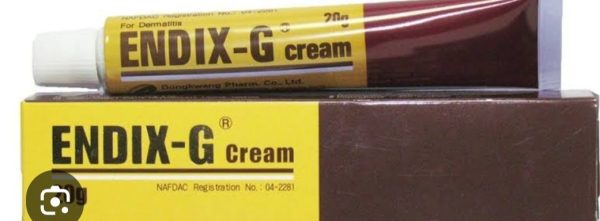 NAFDAC Registration No.: 04-2281
For Dermatitis
20g
ENDIX-G® cream
Dongkwang Pharm. Co., Ltd.
ENDIX-G® Cream
NAFDAC Registration No. : 04-2281